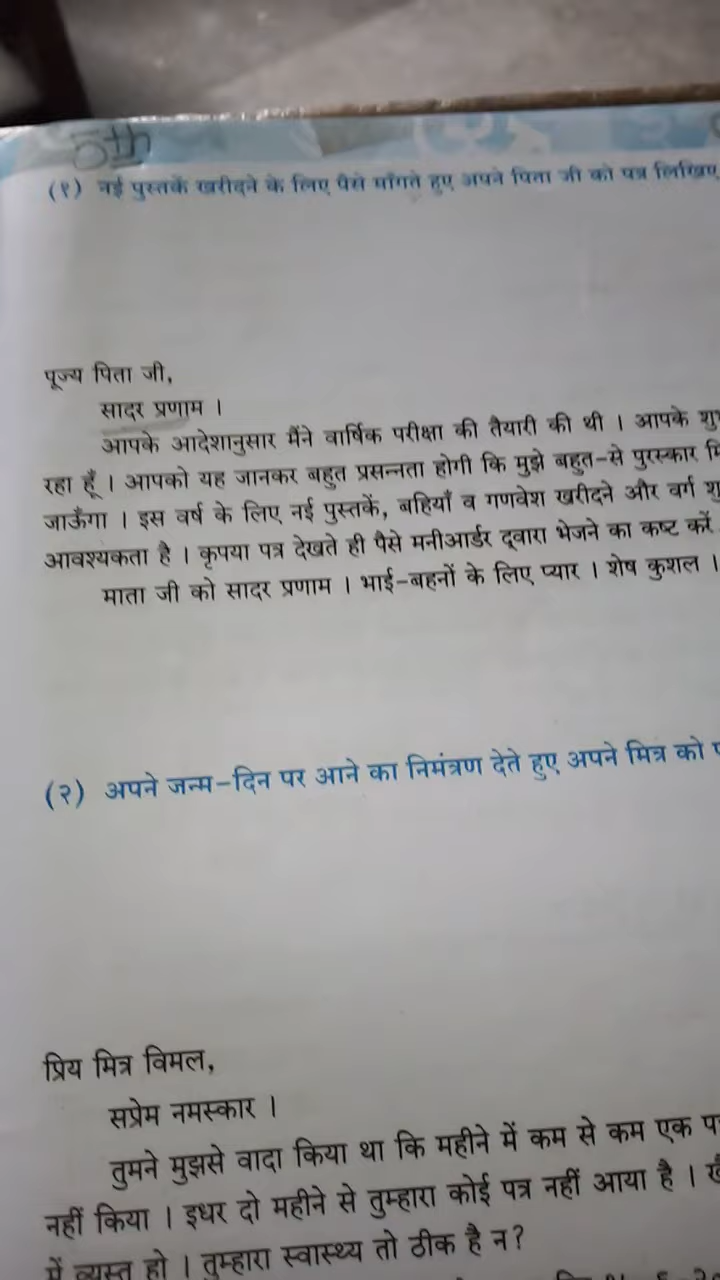 5th
(१) नई पुस्तकें खरीदने के लिए पैसे माँगते हुए अपने पिता जी को पत्र लिखिए
पूज्य पिता जी,
सादर प्रणाम ।
आपके आदेशानुसार मैंने वार्षिक परीक्षा की तैयारी की थी । आपके
रहा हूँ । आपको यह जानकर बहुत प्रसन्नता होगी कि मुझे बहुत-से पुरस्कार
जाऊँगा । इस वर्ष के लिए नई पुस्तकें, बहियाँ व गणवेश खरीदने और वर्ग
आवश्यकता है । कृपया पत्र देखते ही पैसे मनीआर्डर द्वारा भेजने का कष्ट करें
माता जी को सादर प्रणाम । भाई-बहनों के लिए प्यार । शेष कुशल ।
(२) अपने जन्म-दिन पर आने का निमंत्रण देते हुए अपने मित्र को
प्रिय मित्र विमल,
सप्रेम नमस्कार ।
तुमने मुझसे वादा किया था कि महीने में कम से कम एक
नहीं किया । इधर दो महीने से तुम्हारा कोई पत्र नहीं आया है ।
में व्यस्त हो । तुम्हारा स्वास्थ्य तो ठीक है न?